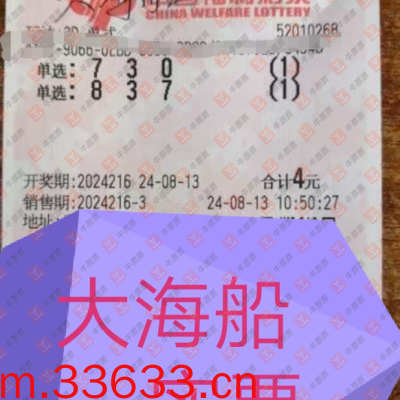 CHINA WELFARE LOTTERY
52010268
单选: 7 3 0 (1)
单选: 8 3 7 (1)
开奖期:2024216 24-08-13 合计4元
销售期:2024216-3 24-08-13 10:50:27
地址
大海船
m.33633.cn